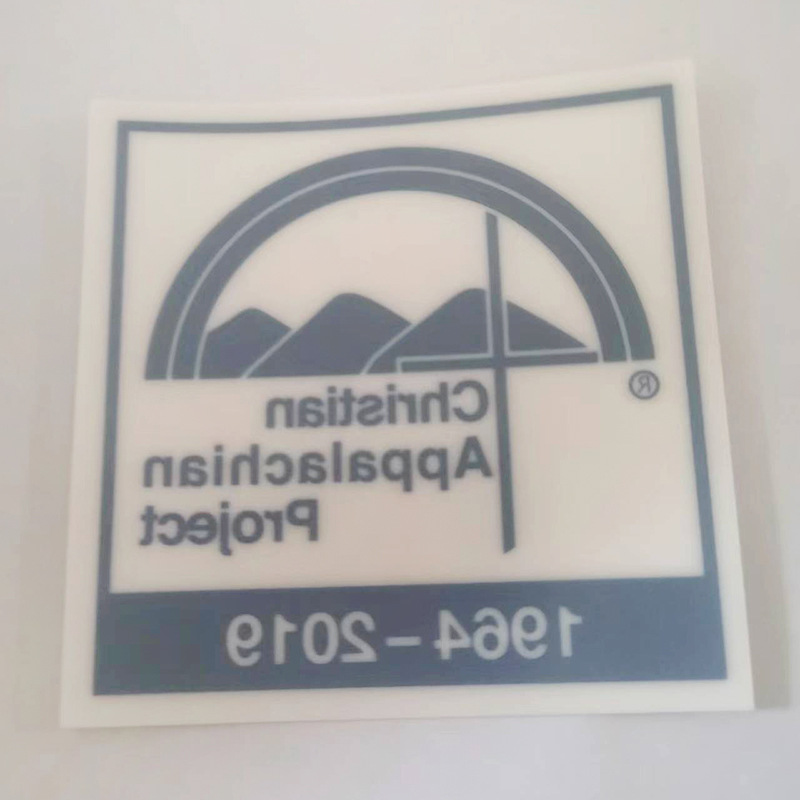 ®
Christian
Appalachian
Project
1964–2019